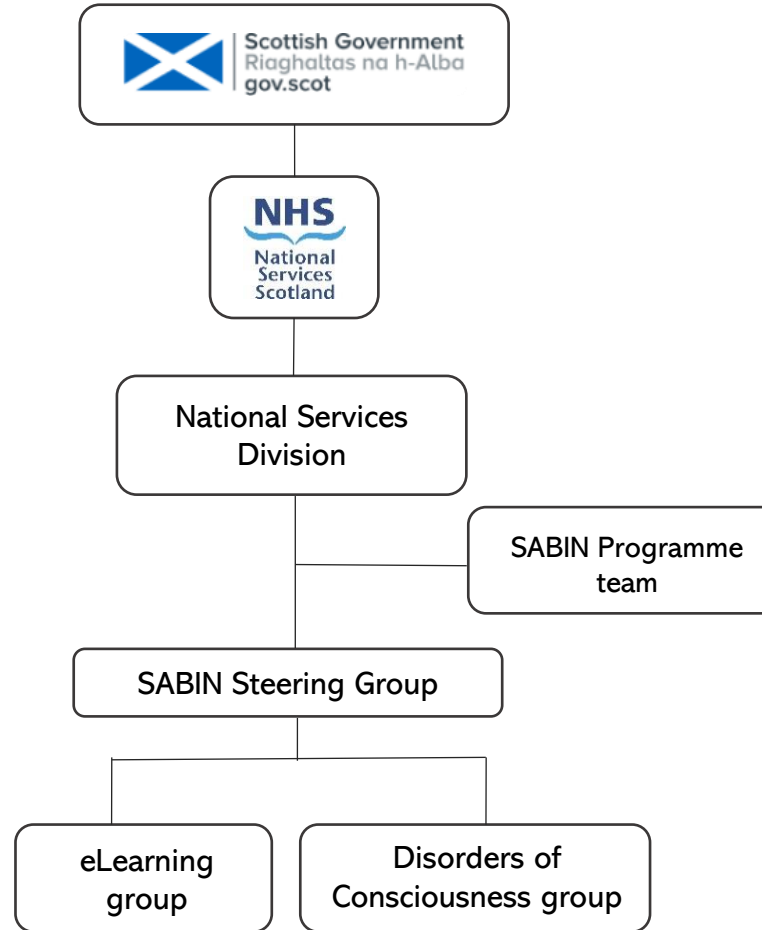 Scottish Government
Riaghaltas na h-Alba
gov.scot
NHS
National
Services
Scotland
National Services
Division
SABIN Programme
team
SABIN Steering Group
eLearning
group
Disorders of
Consciousness group